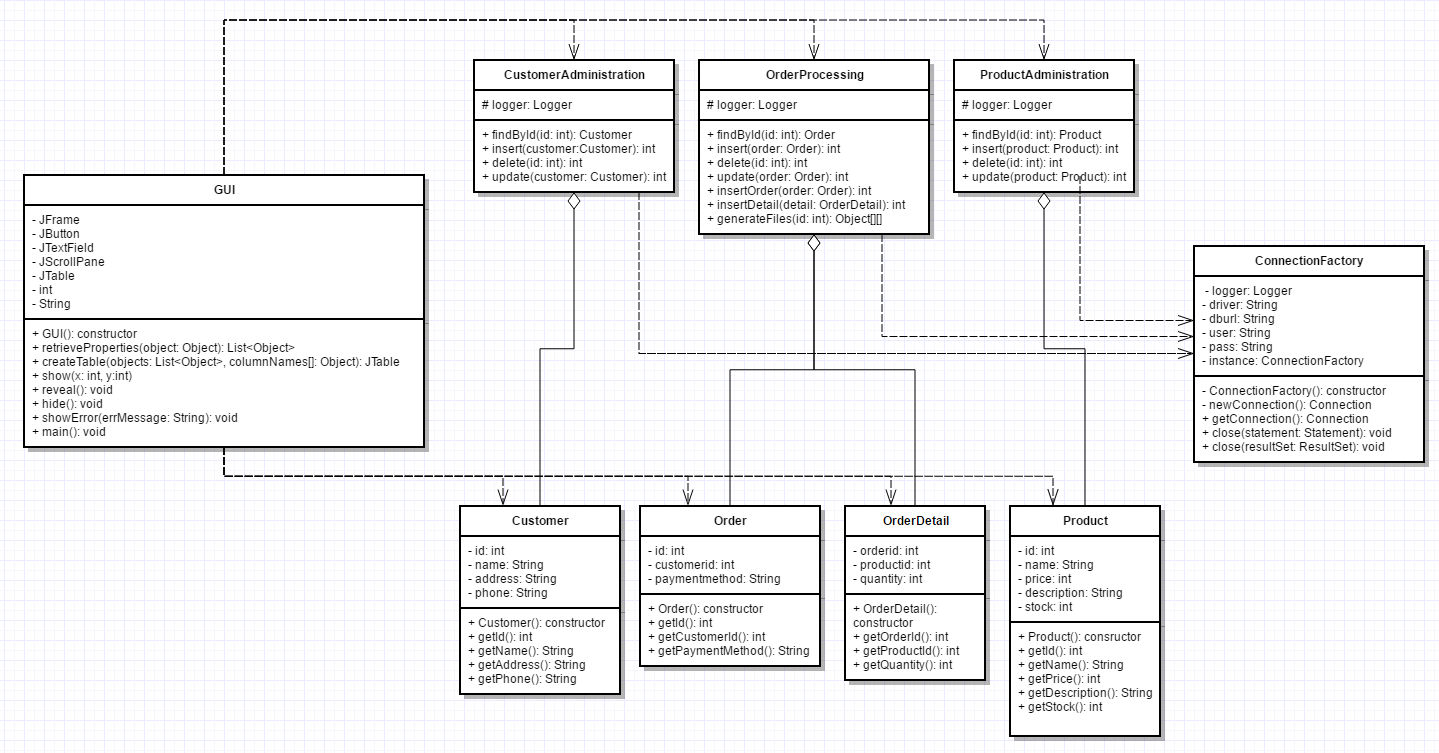 CustomerAdministration
# logger: Logger
+ findById(id: int): Customer
+ insert(customer:Customer): int
+ delete(id: int): int
+ update(customer: Customer): int
OrderProcessing
# logger: Logger
+ findById(id: int): Order
+ insert(order: Order): int
+ delete(id: int): int
+ update(order: Order): int
+ insertOrder(order: Order): int
+ insertDetail(detail: OrderDetail): int
+ generateFiles(id: int): Object[][]
ProductAdministration
# logger: Logger
+ findById(id: int): Product
+ insert(product: Product): int
+ delete(id: int): int
+ update(product: Product): int
GUI
- JFrame
- JButton
- JTextField
- JScrollPane
- JTable
- int
- String
+ GUI(): constructor
+ retrieveProperties(object: Object): List<Object>
+ createTable(objects: List<Object>, columnNames[]: Object): JTable
+ show(x: int, y:int)
+ reveal(): void
+ hide(): void
+ showError(errMessage: String): void
+ main(): void
ConnectionFactory
- logger: Logger
- driver: String
- dburl: String
- user: String
- pass: String
- instance: ConnectionFactory
- ConnectionFactory(): constructor
- newConnection(): Connection
+ getConnection(): Connection
+ close(statement: Statement): void
+ close(resultSet: ResultSet): void
Customer
- id: int
- name: String
- address: String
- phone: String
+ Customer(): constructor
+ getId(): int
+ getName(): String
+ getAddress(): String
+ getPhone(): String
Order
- id: int
- customerid: int
- paymentmethod: String
+ Order(): constructor
+ getId(): int
+ getCustomerId(): int
+ getPaymentMethod(): String
OrderDetail
- orderid: int
- productid: int
- quantity: int
+ OrderDetail():
constructor
+ getOrderId(): int
+ getProductId(): int
+ getQuantity(): int
Product
- id: int
- name: String
- price: int
- description: String
- stock: int
+ Product(): consructor
+ getId(): int
+ getName(): String
+ getPrice(): int
+ getDescription(): String
+ getStock(): int